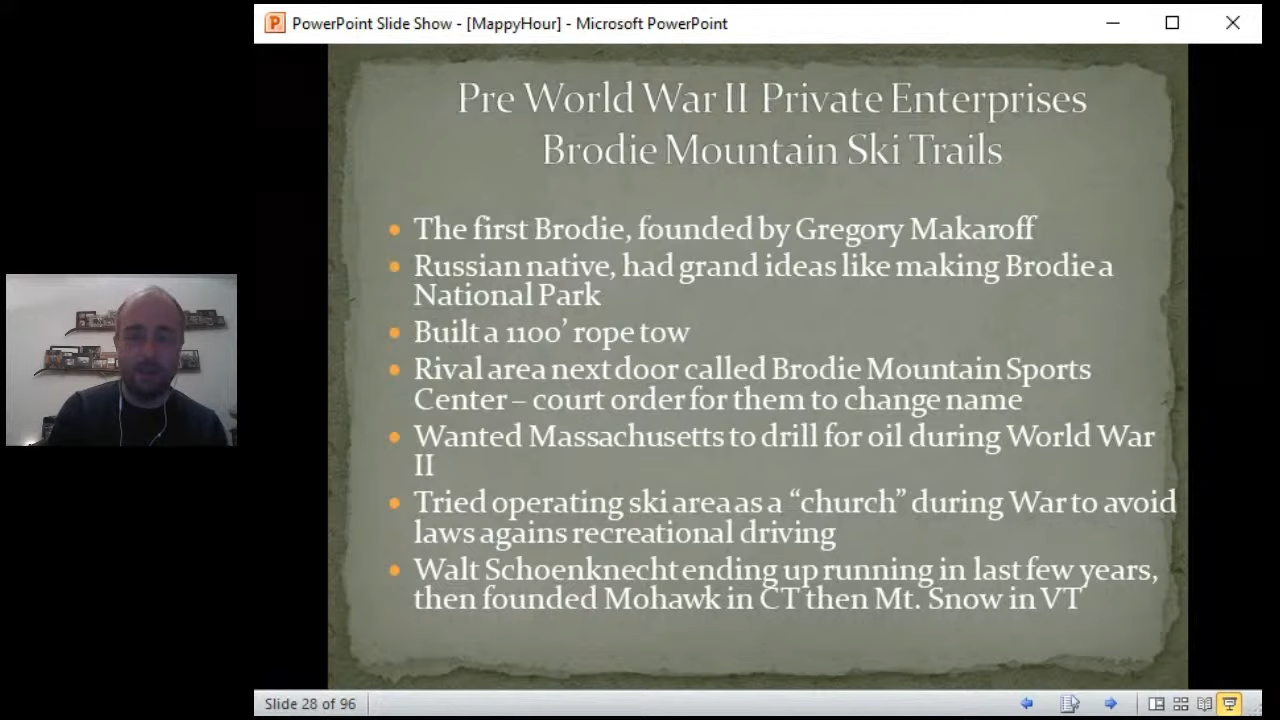 PowerPoint Slide Show - [MappyHour] - Microsoft PowerPoint
Pre World War II Private Enterprises
Brodie Mountain Ski Trails
• The first Brodie, founded by Gregory Makaroff
• Russian native, had grand ideas like making Brodie a
National Park
• Built a 1100’ rope tow
• Rival area next door called Brodie Mountain Sports
Center – court order for them to change name
• Wanted Massachusetts to drill for oil during World War
II
• Tried operating ski area as a “church” during War to avoid
laws agains recreational driving
• Walt Schoenknecht ending up running in last few years,
then founded Mohawk in CT then Mt. Snow in VT
Slide 28 of 96